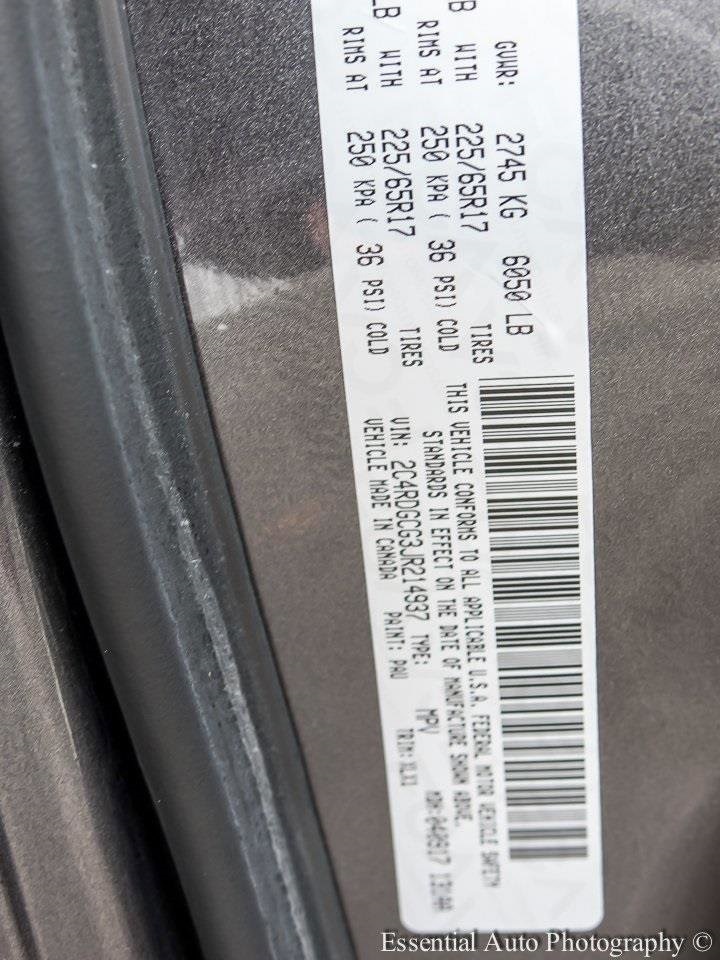 GVWR: 2745 KG 6050 LB
B WITH 225/65R17 TIRES
RIMS AT 250 KPA ( 36 PSI) COLD
LB WITH 225/65R17 TIRES
RIMS AT 250 KPA ( 36 PSI) COLD
THIS VEHICLE CONFORMS TO ALL APPLICABLE U.S.A. FEDERAL MOTOR VEHICLE SAFETY
STANDARDS IN EFFECT ON THE DATE OF MANUFACTURE SHOWN ABOVE.
VIN: 2C4RDGCG3JR214937 TYPE: MPV
VEHICLE MADE IN CANADA PAINT: PAU TRIM: XLX1
Essential Auto Photography ©